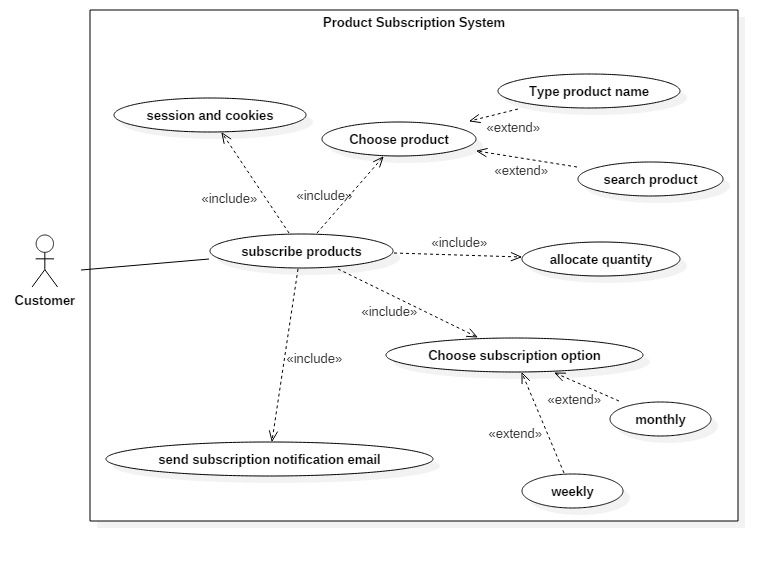 Product Subscription System
Type product name
session and cookies
«extend»
Choose product
«extend»
search product
«include»
«include»
subscribe products
«include»
allocate quantity
Customer
«include»
«include»
Choose subscription option
«extend»
monthly
«extend»
send subscription notification email
weekly